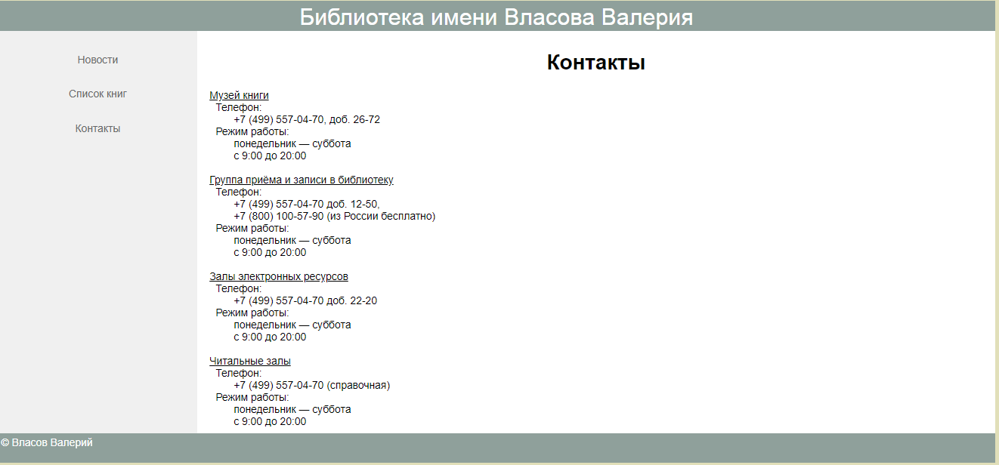 Библиотека имени Власова Валерия
Новости
Список книг
Контакты
Контакты
Музей книги
Телефон:
+7 (499) 557-04-70, доб. 26-72
Режим работы:
понедельник — суббота
с 9:00 до 20:00
Группа приёма и записи в библиотеку
Телефон:
+7 (499) 557-04-70 доб. 12-50,
+7 (800) 100-57-90 (из России бесплатно)
Режим работы:
понедельник — суббота
с 9:00 до 20:00
Залы электронных ресурсов
Телефон:
+7 (499) 557-04-70 доб. 22-20
Режим работы:
понедельник — суббота
с 9:00 до 20:00
Читальные залы
Телефон:
+7 (499) 557-04-70 (справочная)
Режим работы:
понедельник — суббота
с 9:00 до 20:00
© Власов Валерий